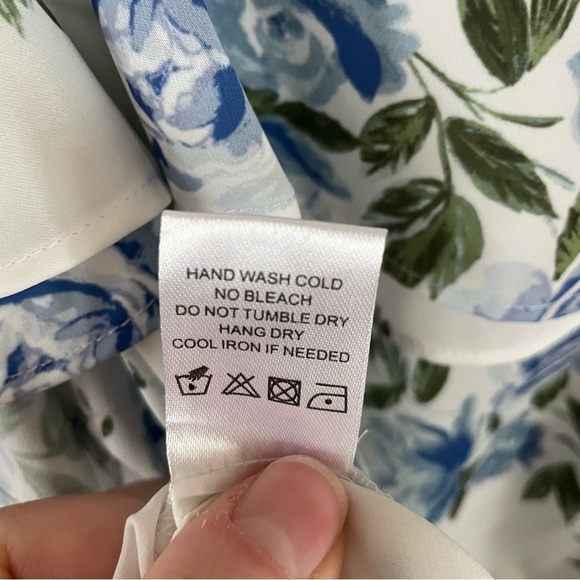 HAND WASH COLD
NO BLEACH
DO NOT TUMBLE DRY
HANG DRY
COOL IRON IF NEEDED